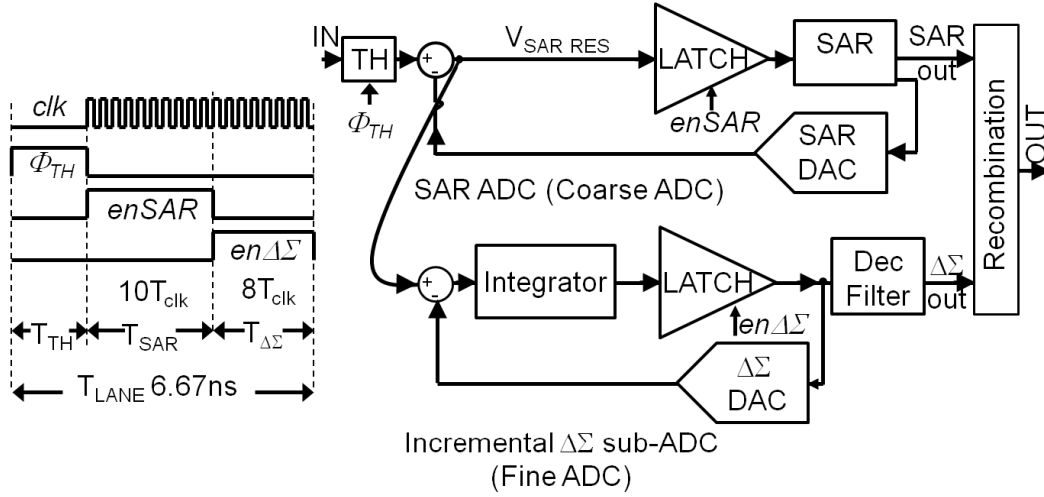 clk
Φ_TH
enSAR
enΔΣ
10T_clk
8T_clk
T_TH
T_SAR
T_ΔΣ
T_LANE 6.67ns
IN
TH
Φ_TH
+
-
V_SAR RES
LATCH
enSAR
SAR
SAR
out
SAR
DAC
SAR ADC (Coarse ADC)
+
-
Integrator
LATCH
enΔΣ
Dec
Filter
ΔΣ
out
ΔΣ
DAC
Incremental ΔΣ sub-ADC
(Fine ADC)
Recombination
OUT